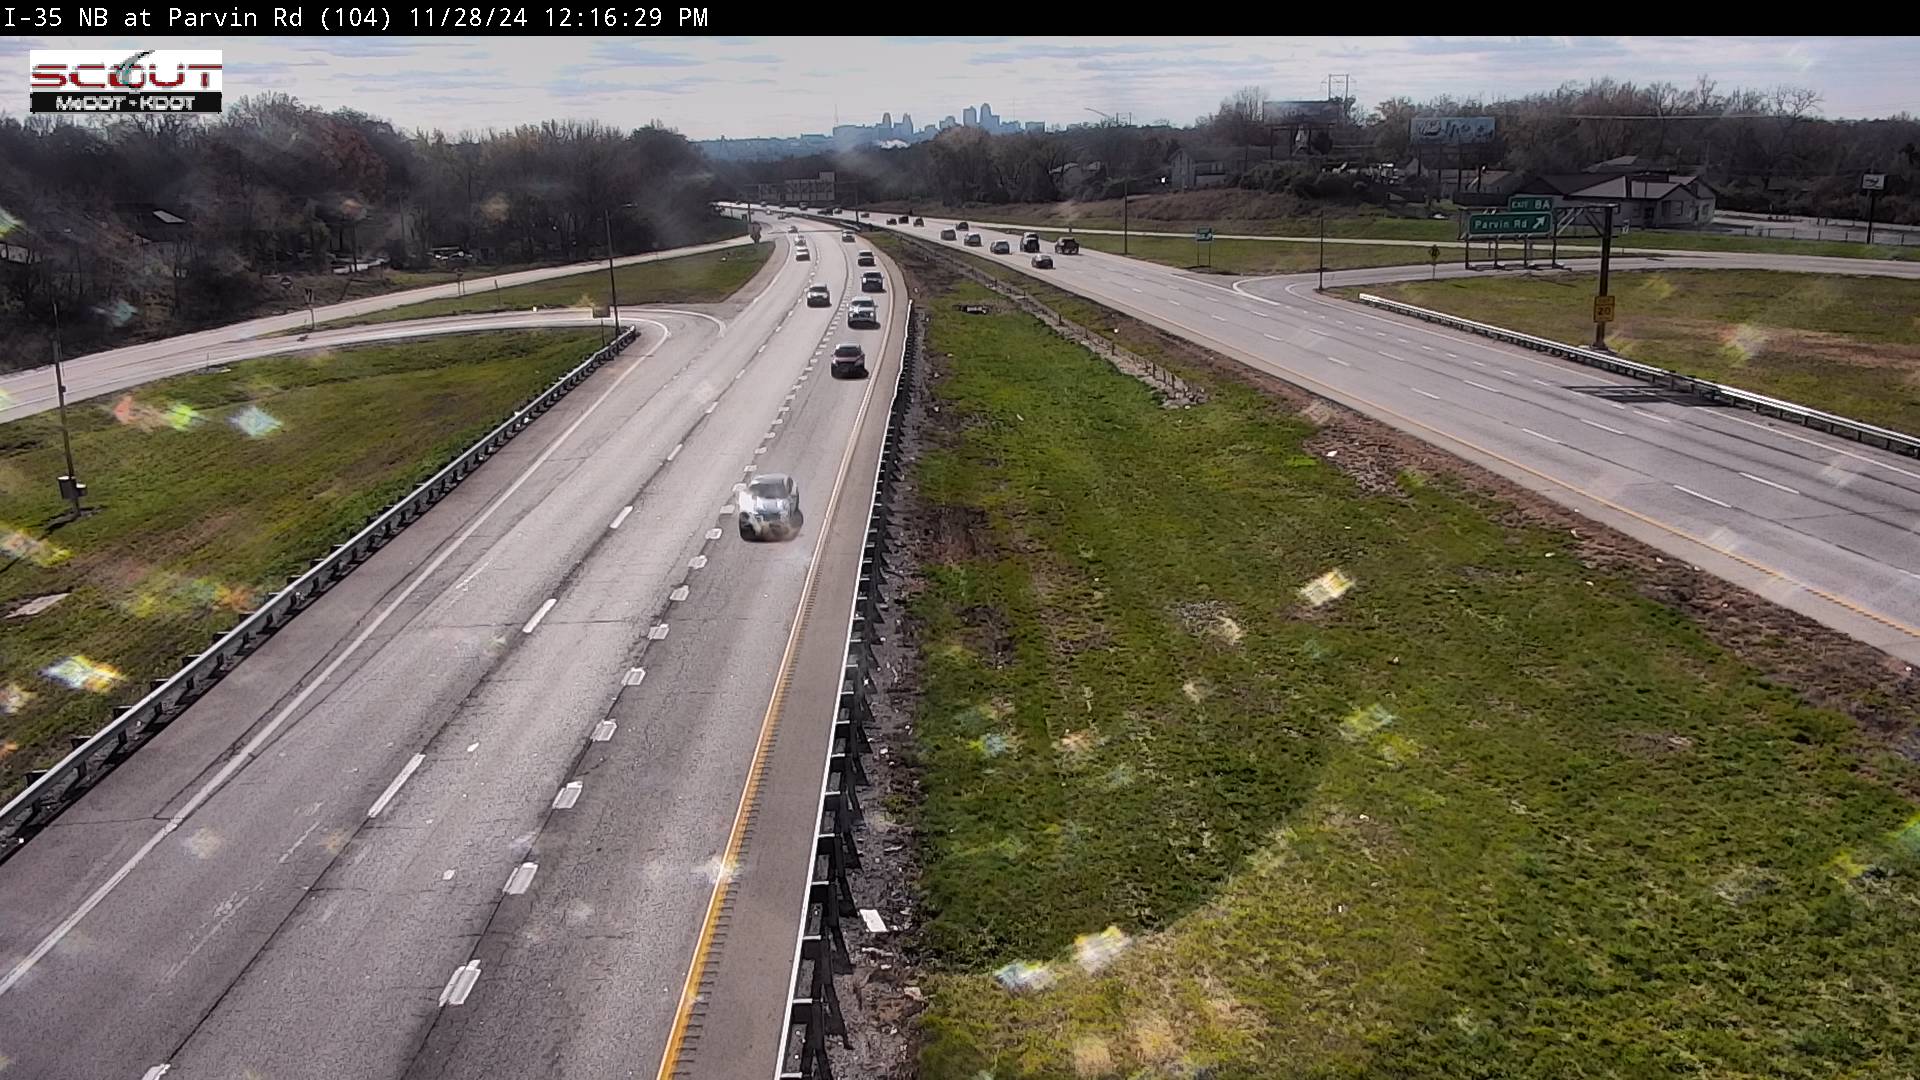 I-35 NB at Parvin Rd (104) 11/28/24 12:16:29 PM
SCOUT
MoDOT - KDOT
EXIT 8A
Parvin Rd
20